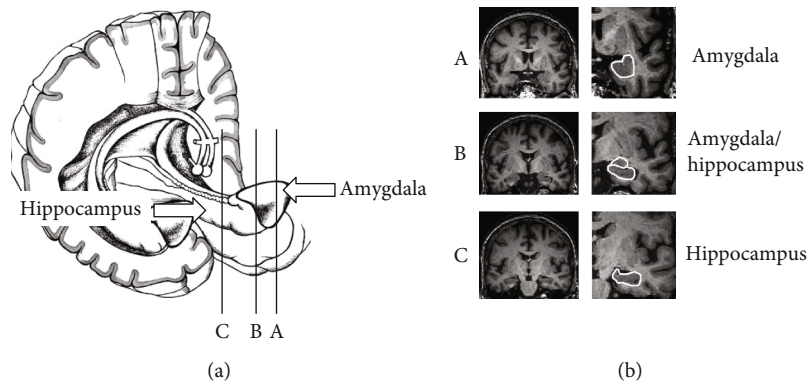 Hippocampus
Amygdala
C B A
(a)
A
Amygdala
B
Amygdala/
hippocampus
C
Hippocampus
(b)